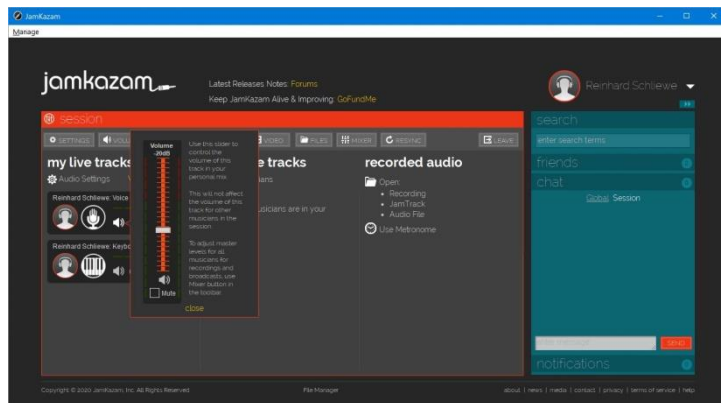 JamKazam
Manage
jamkazam
Latest Releases Notes: Forums
Keep JamKazam Alive & Improving: GoFundMe
Reinhard Schliewe
session
SETTINGS
VIDEO
FILES
MIXER
RESYNC
LEAVE
my live tracks
Audio Settings
Reinhard Schliewe: Voice
Reinhard Schliewe:
Volume
-20dB
Mute
Use this slider to
control the
volume of this
track in your
personal mix.
This will not affect
the volume of this
track for other
musicians in the
session.
To adjust master
levels for all
musicians for
recordings and
broadcasts, use
Mixer button in
the toolbar.
close
tracks
are in your
recorded audio
Open:
Recording
JamTrack
Audio File
Use Metronome
search
enter search terms
friends
chat
Global Session
SEND
notifications
Copyright © 2020 JamKazam, Inc. All Rights Reserved
File Manager
about | news | media | contact | privacy | terms of service | help